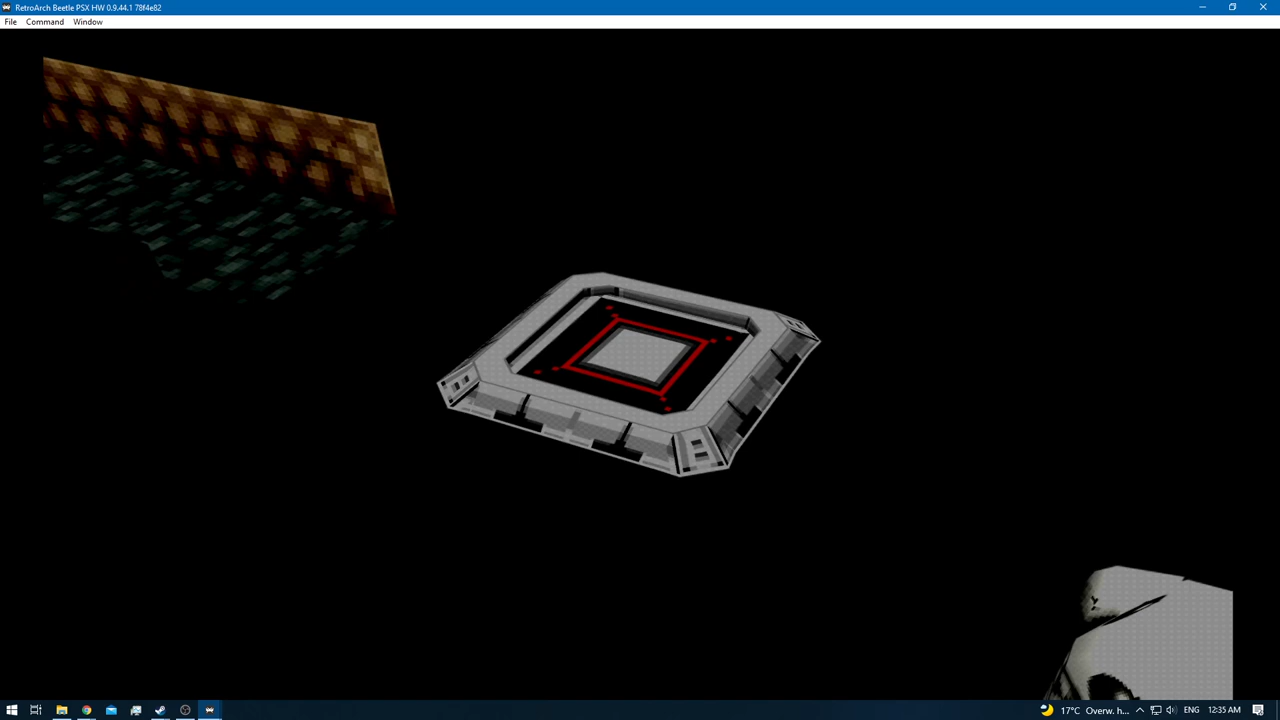 RetroArch Beetle PSX HW 0.9.44.1 78f4e82
File Command Window
17°C Overw. h... ENG 12:35 AM